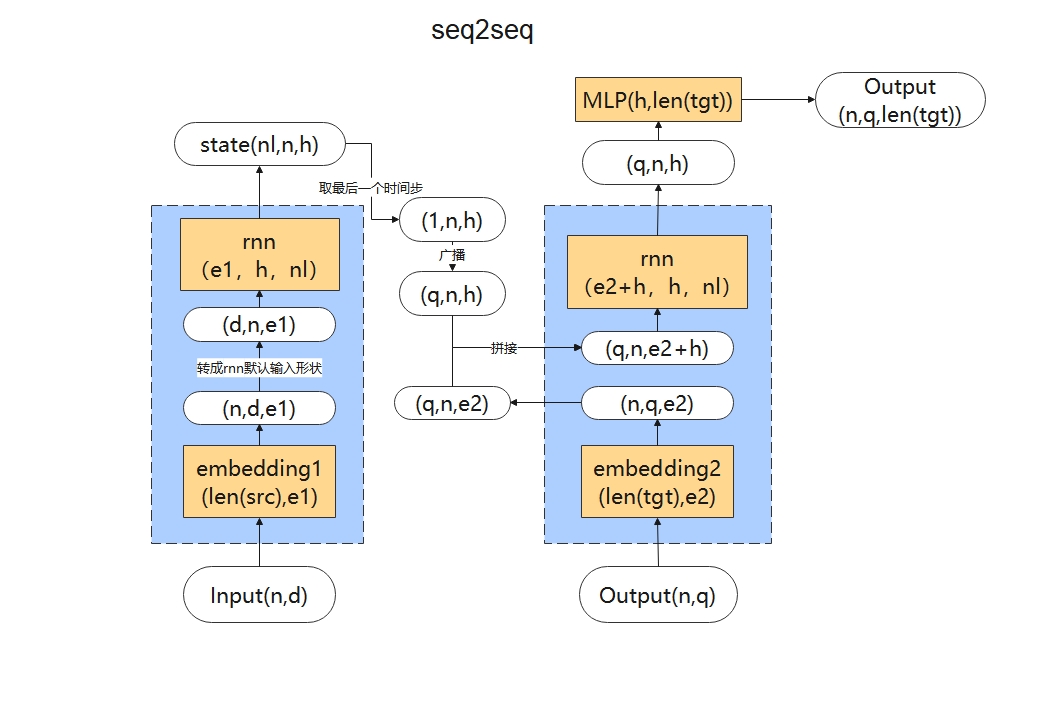 seq2seq
MLP(h,len(tgt))
Output
(n,q,len(tgt))
state(nl,n,h)
(q,n,h)
取最后一个时间步
(1,n,h)
rnn
（e1，h，nl）
广播
rnn
（e2+h，h，nl）
(q,n,h)
(d,n,e1)
拼接
(q,n,e2+h)
转成rnn默认输入形状
(n,d,e1)
(q,n,e2)
(n,q,e2)
embedding1
(len(src),e1)
embedding2
(len(tgt),e2)
Input(n,d)
Output(n,q)